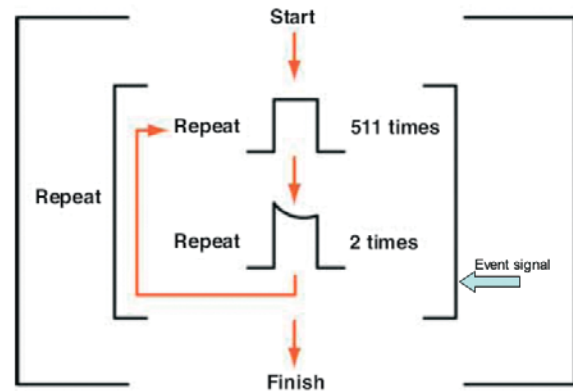 Start
Repeat 511 times
Repeat
Repeat 2 times
Event signal
Finish